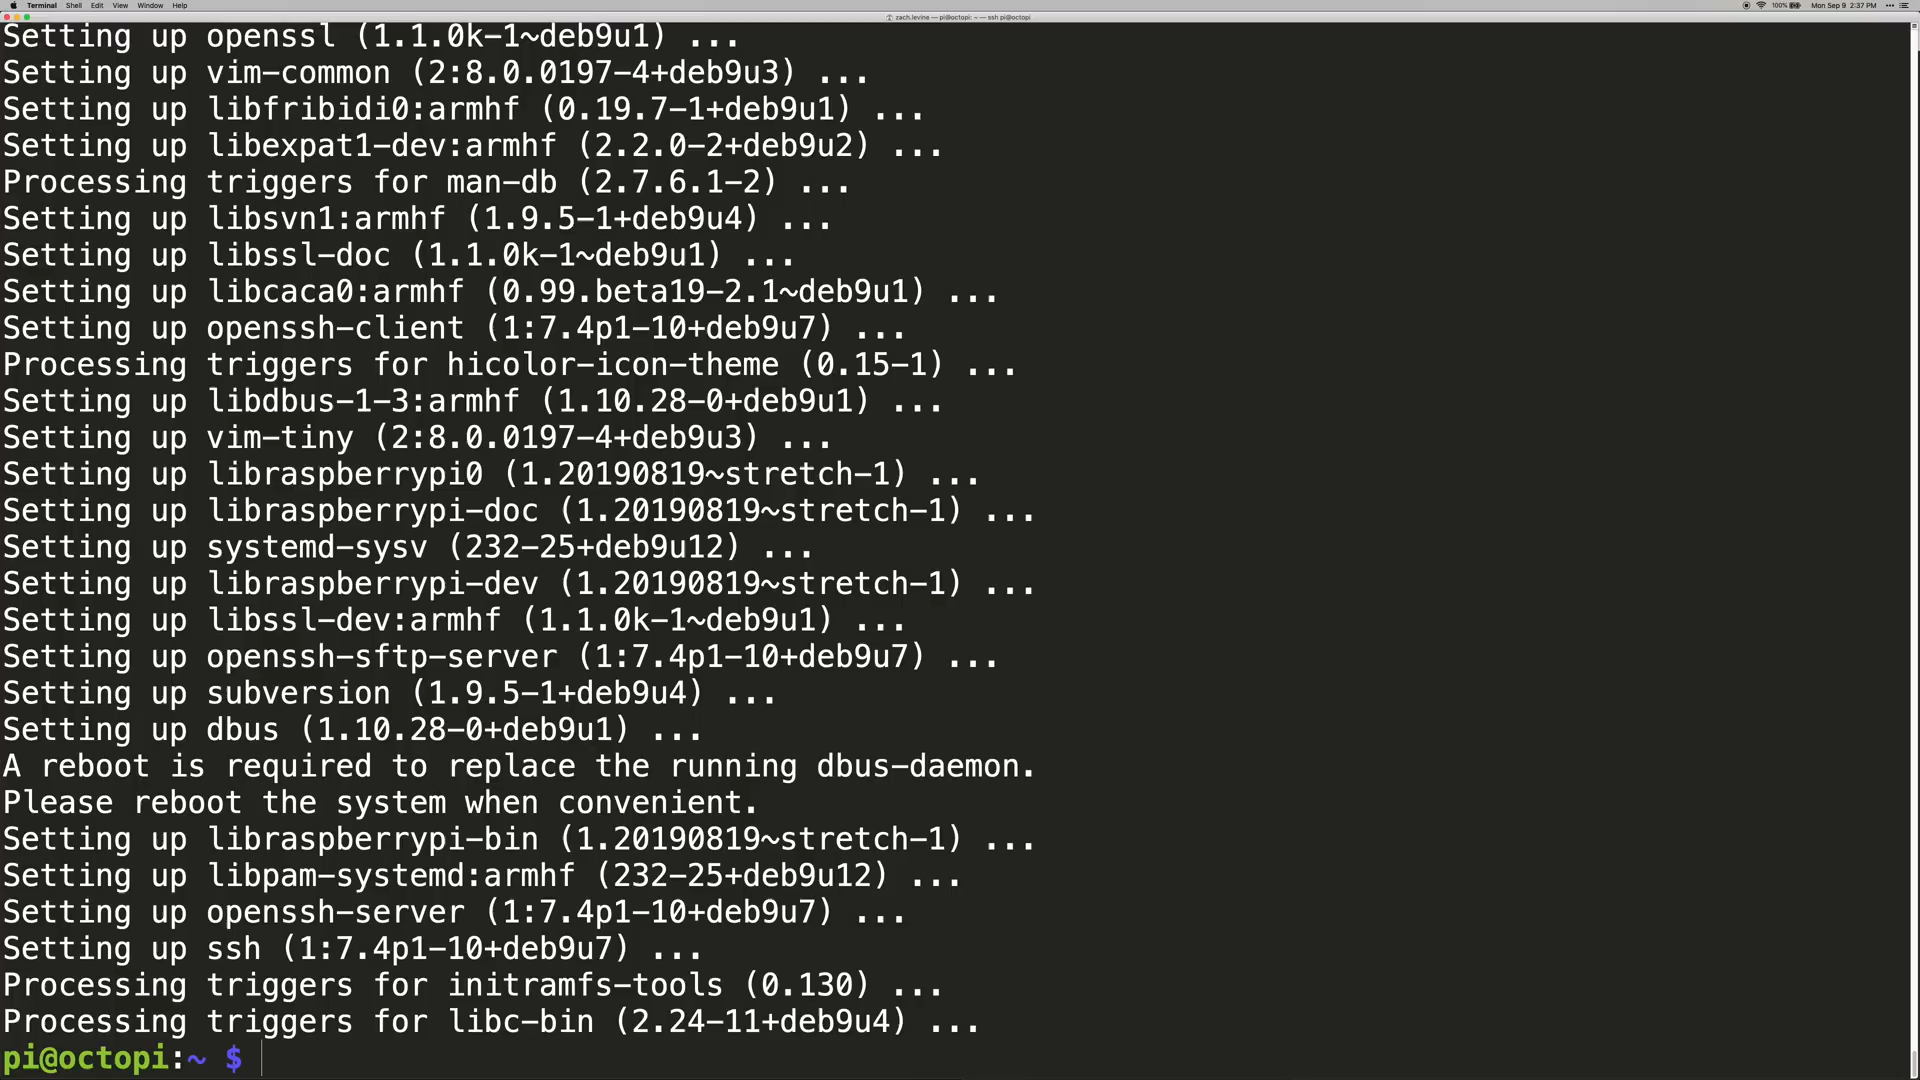 Terminal Shell Edit View Window Help 100% Mon Sep 9 2:37 PM
zach.levine — pi@octopi: ~ — ssh pi@octopi
Setting up openssl (1.1.0k-1~deb9u1) ...
Setting up vim-common (2:8.0.0197-4+deb9u3) ...
Setting up libfribidi0:armhf (0.19.7-1+deb9u1) ...
Setting up libexpat1-dev:armhf (2.2.0-2+deb9u2) ...
Processing triggers for man-db (2.7.6.1-2) ...
Setting up libsvn1:armhf (1.9.5-1+deb9u4) ...
Setting up libssl-doc (1.1.0k-1~deb9u1) ...
Setting up libcaca0:armhf (0.99.beta19-2.1~deb9u1) ...
Setting up openssh-client (1:7.4p1-10+deb9u7) ...
Processing triggers for hicolor-icon-theme (0.15-1) ...
Setting up libdbus-1-3:armhf (1.10.28-0+deb9u1) ...
Setting up vim-tiny (2:8.0.0197-4+deb9u3) ...
Setting up libraspberrypi0 (1.20190819~stretch-1) ...
Setting up libraspberrypi-doc (1.20190819~stretch-1) ...
Setting up systemd-sysv (232-25+deb9u12) ...
Setting up libraspberrypi-dev (1.20190819~stretch-1) ...
Setting up libssl-dev:armhf (1.1.0k-1~deb9u1) ...
Setting up openssh-sftp-server (1:7.4p1-10+deb9u7) ...
Setting up subversion (1.9.5-1+deb9u4) ...
Setting up dbus (1.10.28-0+deb9u1) ...
A reboot is required to replace the running dbus-daemon.
Please reboot the system when convenient.
Setting up libraspberrypi-bin (1.20190819~stretch-1) ...
Setting up libpam-systemd:armhf (232-25+deb9u12) ...
Setting up openssh-server (1:7.4p1-10+deb9u7) ...
Setting up ssh (1:7.4p1-10+deb9u7) ...
Processing triggers for initramfs-tools (0.130) ...
Processing triggers for libc-bin (2.24-11+deb9u4) ...
pi@octopi:~ $